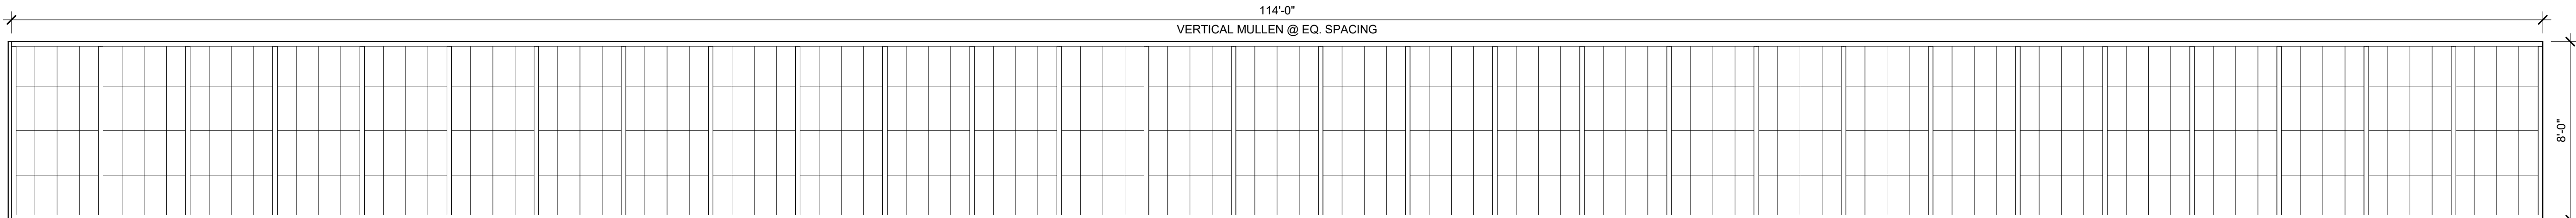 114'-0"
VERTICAL MULLEN @ EQ. SPACING
8'-0"